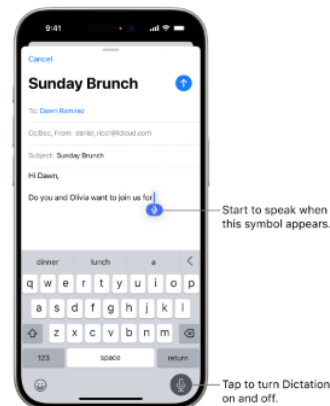 9:41
Cancel
Sunday Brunch
To: Dawn Ramirez
Cc/Bcc, From: daniel_rico1@icloud.com
Subject: Sunday Brunch
Hi Dawn,
Do you and Olivia want to join us for
Start to speak when
this symbol appears.
dinner lunch a
q w e r t y u i o p
a s d f g h j k l
z x c v b n m
123 space return
Tap to turn Dictation
on and off.